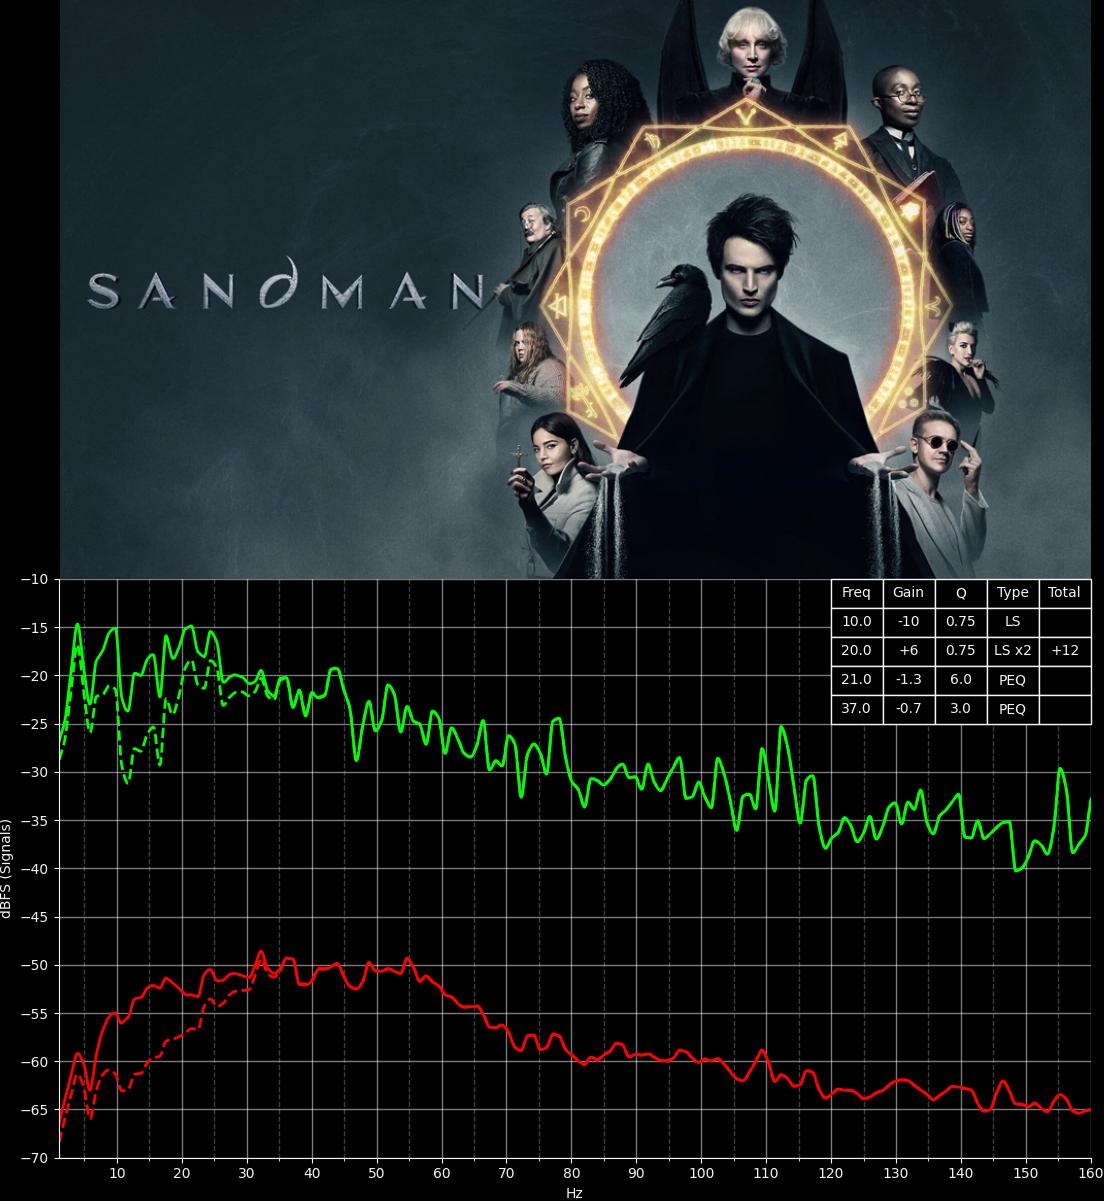 SANDMAN
Freq Gain Q Type Total
10.0 -10 0.75 LS
20.0 +6 0.75 LS x2 +12
21.0 -1.3 6.0 PEQ
37.0 -0.7 3.0 PEQ
−10
−15
−20
−25
−30
−35
−40
−45
−50
−55
−60
−65
−70
dBFS (Signals)
10 20 30 40 50 60 70 80 90 100 110 120 130 140 150 160
Hz